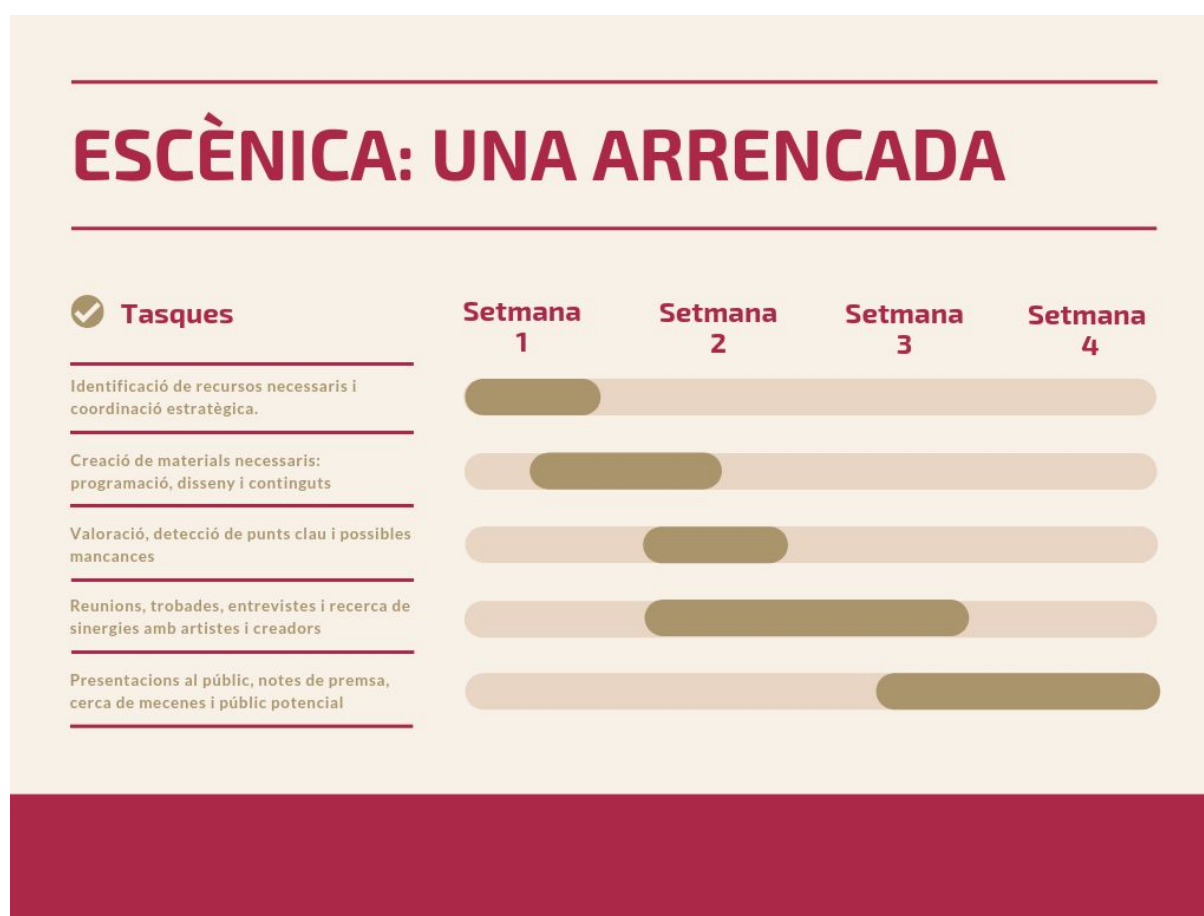 ESCÈNICA: UNA ARRENCADA
Tasques
Setmana
1
Setmana
2
Setmana
3
Setmana
4
Identificació de recursos necessaris i
coordinació estratègica.
Creació de materials necessaris:
programació, disseny i continguts
Valoració, detecció de punts clau i possibles
mancances
Reunions, trobades, entrevistes i recerca de
sinergies amb artistes i creadors
Presentacions al públic, notes de premsa,
cerca de mecenes i públic potencial